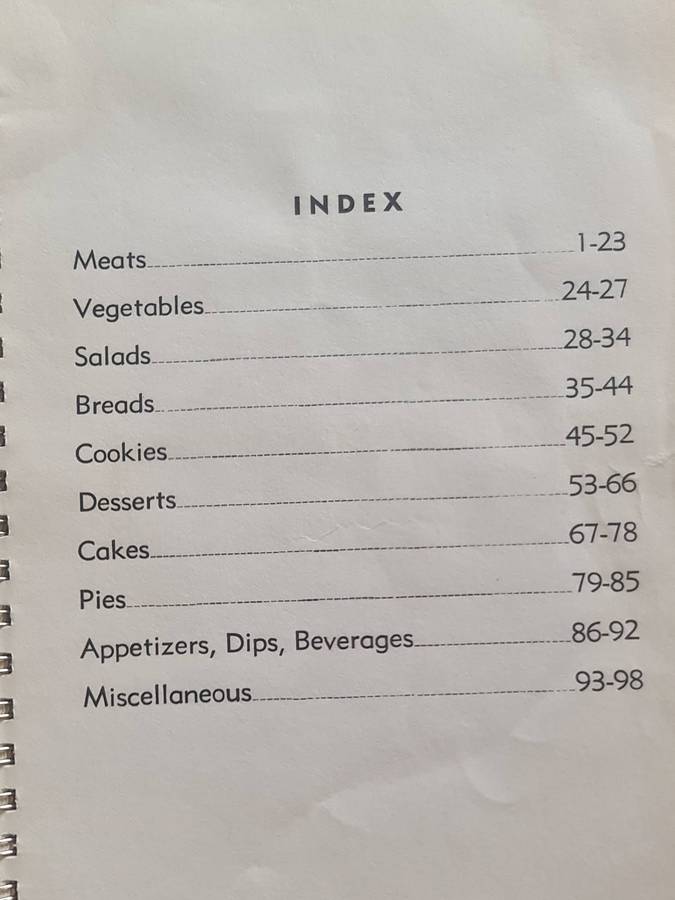 INDEX
Meats 1-23
Vegetables 24-27
Salads 28-34
Breads 35-44
Cookies 45-52
Desserts 53-66
Cakes 67-78
Pies 79-85
Appetizers, Dips, Beverages 86-92
Miscellaneous 93-98